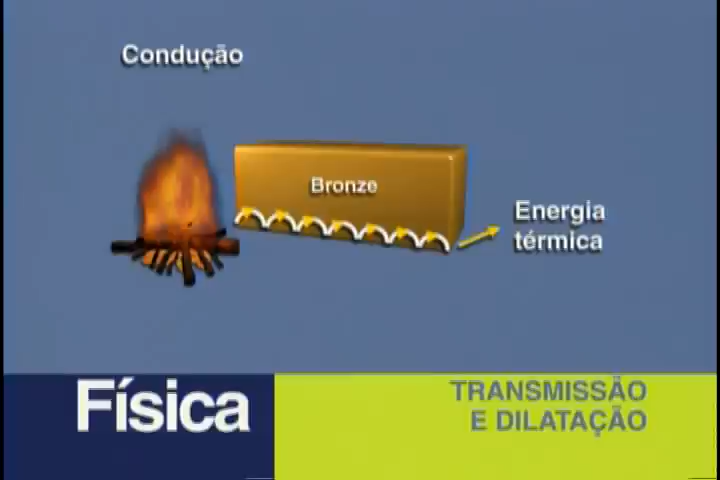 Condução
Bronze
Energia
térmica
Física
TRANSMISSÃO
E DILATAÇÃO